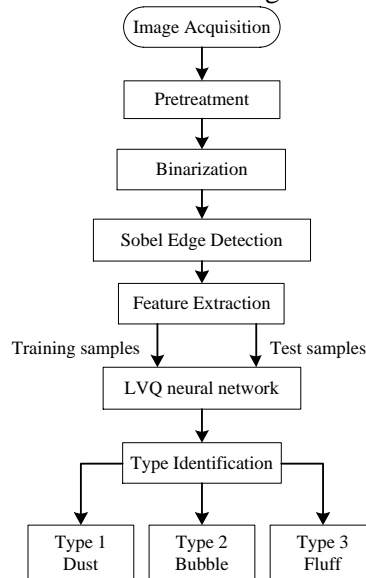 Image Acquisition
Pretreatment
Binarization
Sobel Edge Detection
Feature Extraction
Training samples
Test samples
LVQ neural network
Type Identification
Type 1
Dust
Type 2
Bubble
Type 3
Fluff